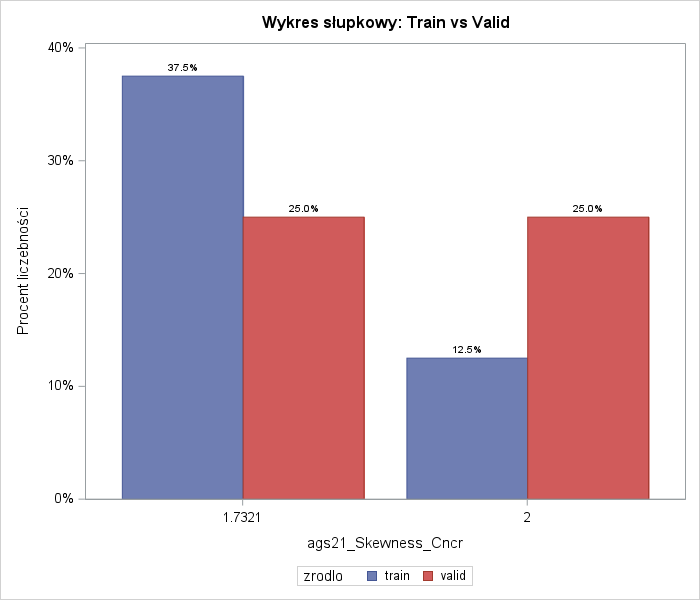 Wykres słupkowy: Train vs Valid
40%
30%
20%
10%
0%
Procent liczebności
37.5%
25.0%
12.5%
25.0%
1.7321
2
ags21_Skewness_Cncr
zrodlo train valid